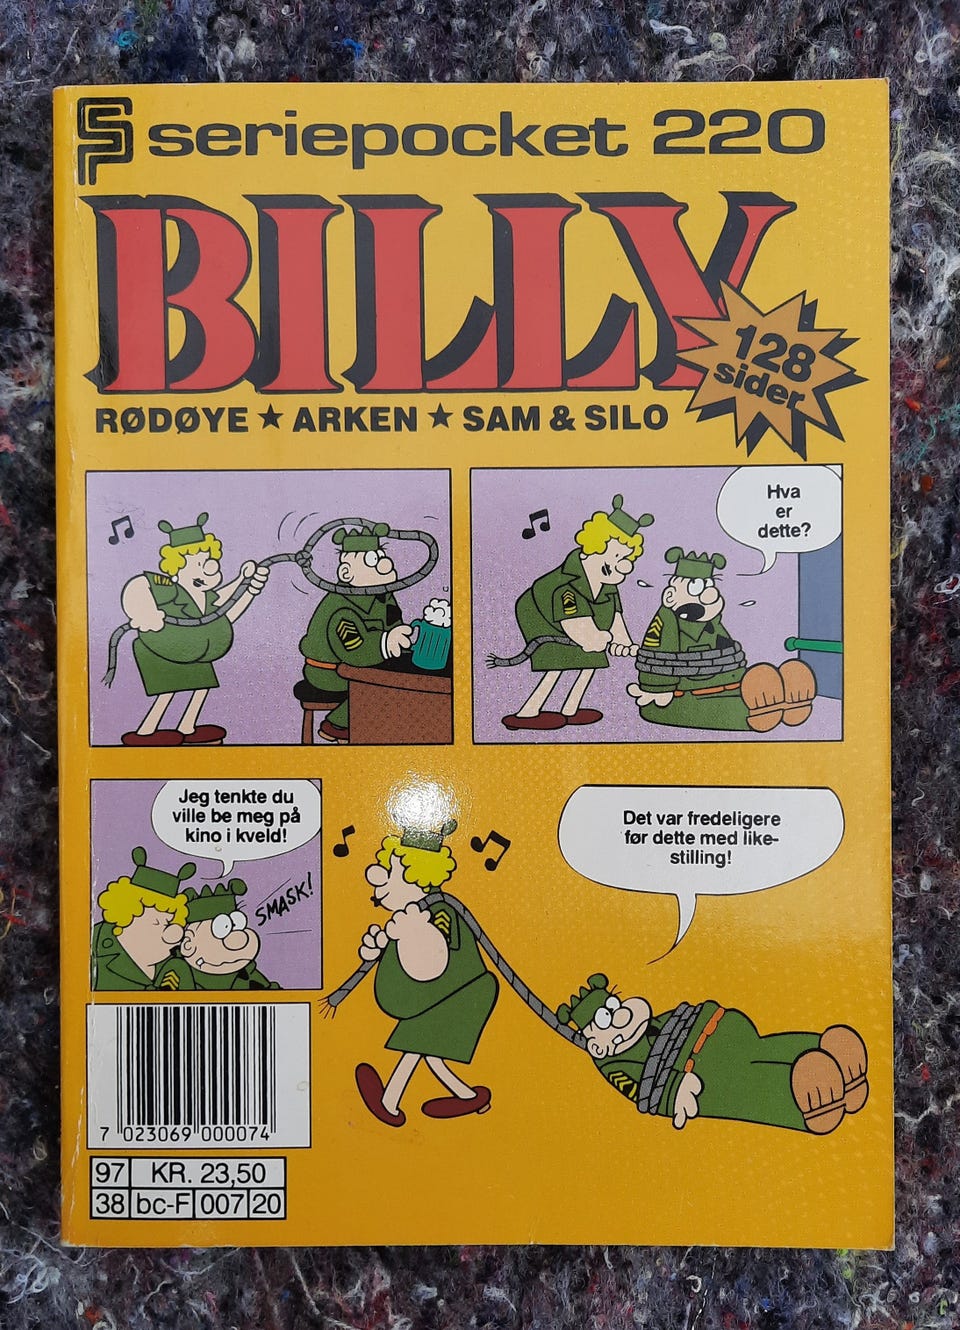 SP seriepocket 220
BILLY
128
sider
RØDØYE ★ ARKEN ★ SAM & SILO
Hva
er
dette?
Jeg tenkte du
ville be meg på
kino i kveld!
SMASK!
Det var fredeligere
før dette med like-
stilling!
7 023069 000074
97 KR. 23,50
38 bc-F 007 20